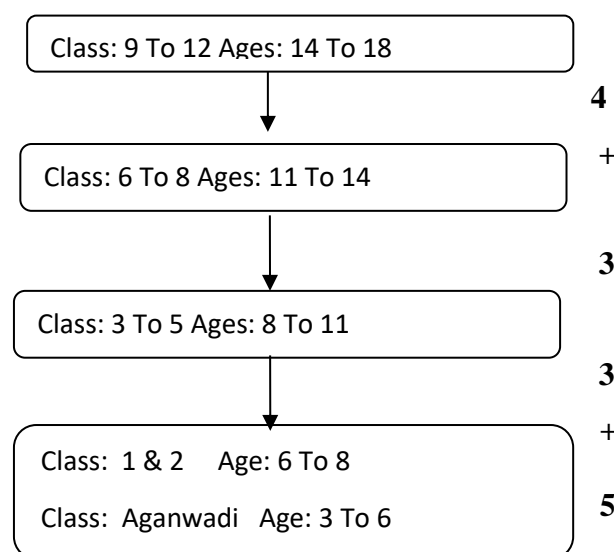 Class: 9 To 12 Ages: 14 To 18
4
+
Class: 6 To 8 Ages: 11 To 14
3
Class: 3 To 5 Ages: 8 To 11
3
+
Class: 1 & 2 Age: 6 To 8
Class: Aganwadi Age: 3 To 6
5